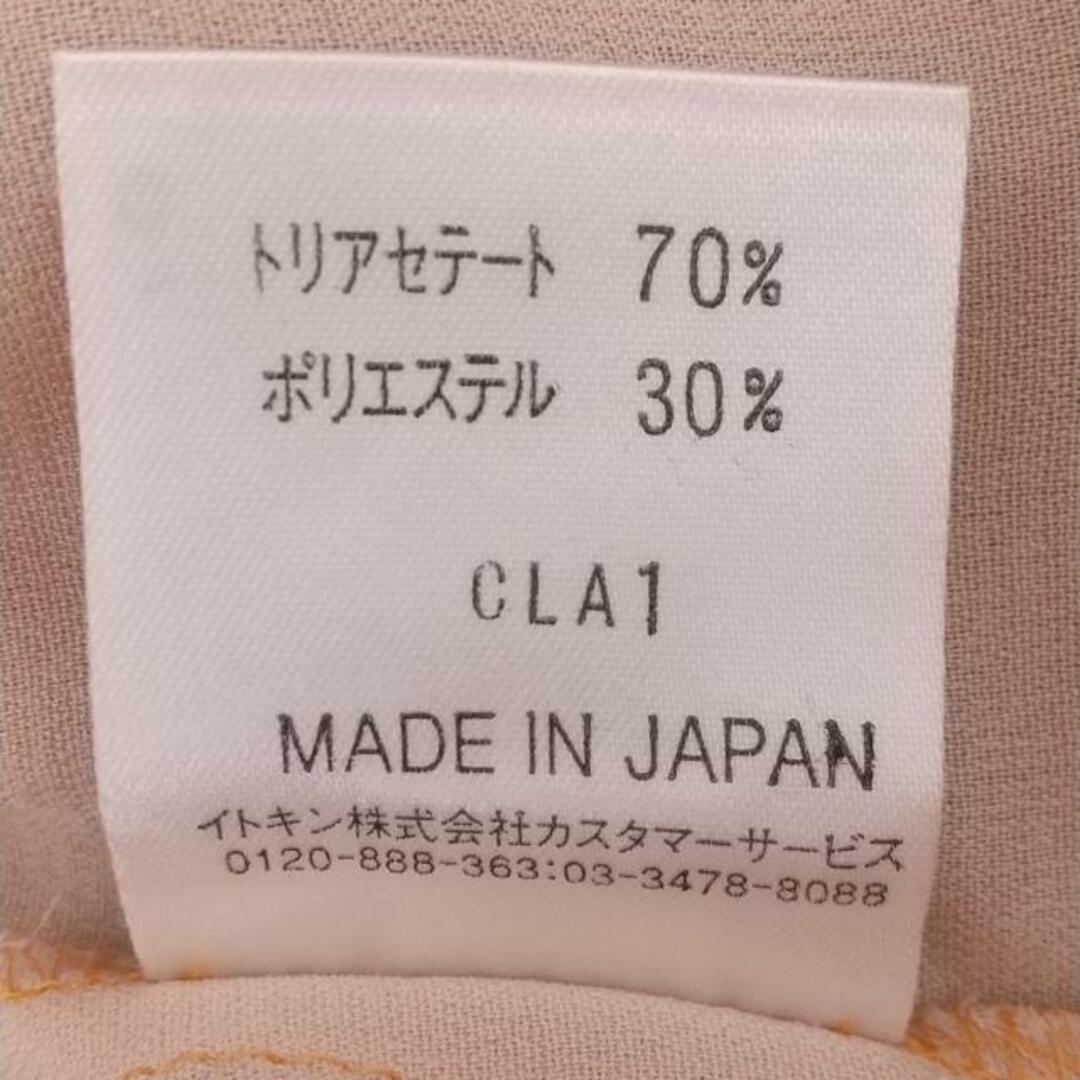 トリアセテート 70%
ポリエステル 30%
CLA1
MADE IN JAPAN
イトキン株式会社カスタマーサービス
0120-888-363:03-3478-8088